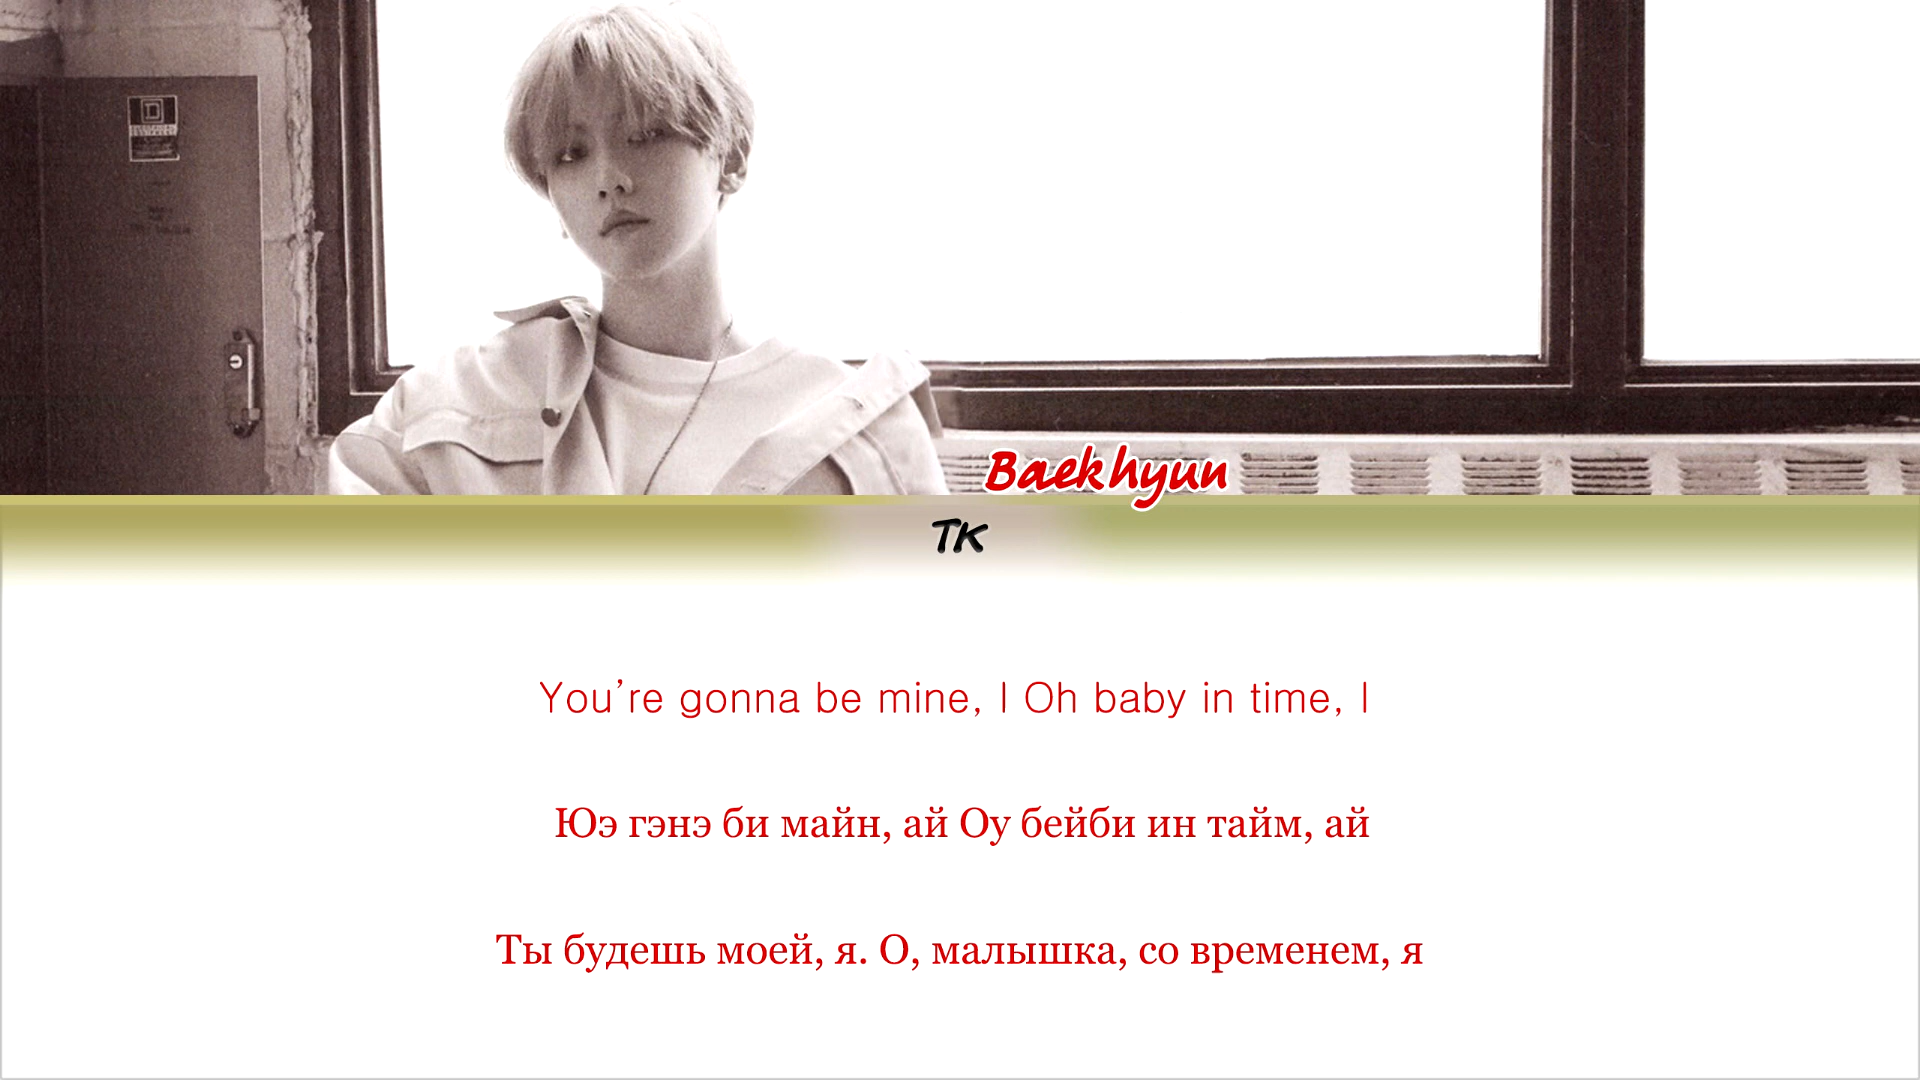 D
Baekhyun
TK
You're gonna be mine, I Oh baby in time, I
Юэ гэнэ би майн, ай Оу бейби ин тайм, ай
Ты будешь моей, я. О, малышка, со временем, я